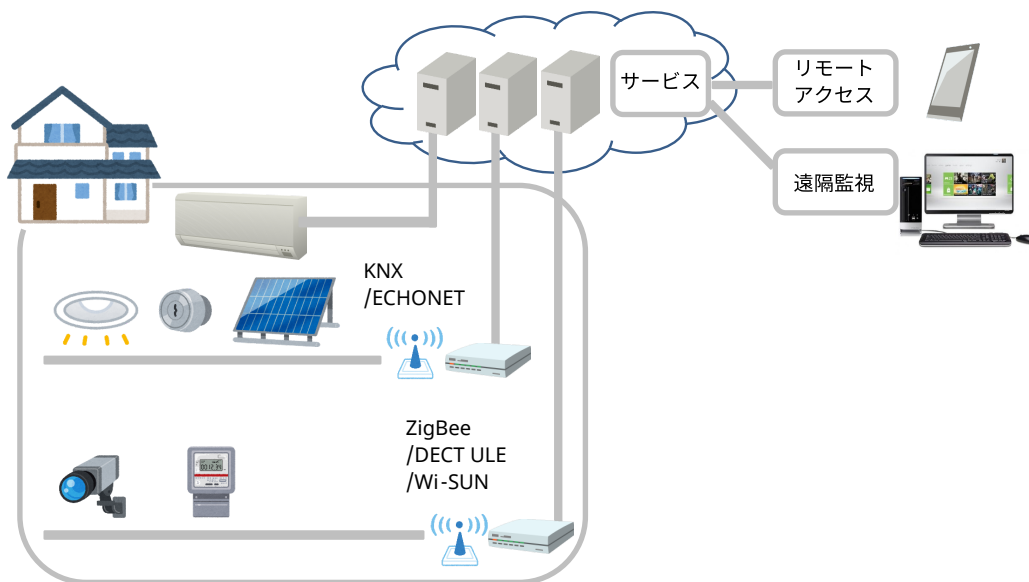 サービス
リモート
アクセス
遠隔監視
KNX
/ECHONET
ZigBee
/DECT ULE
/Wi-SUN